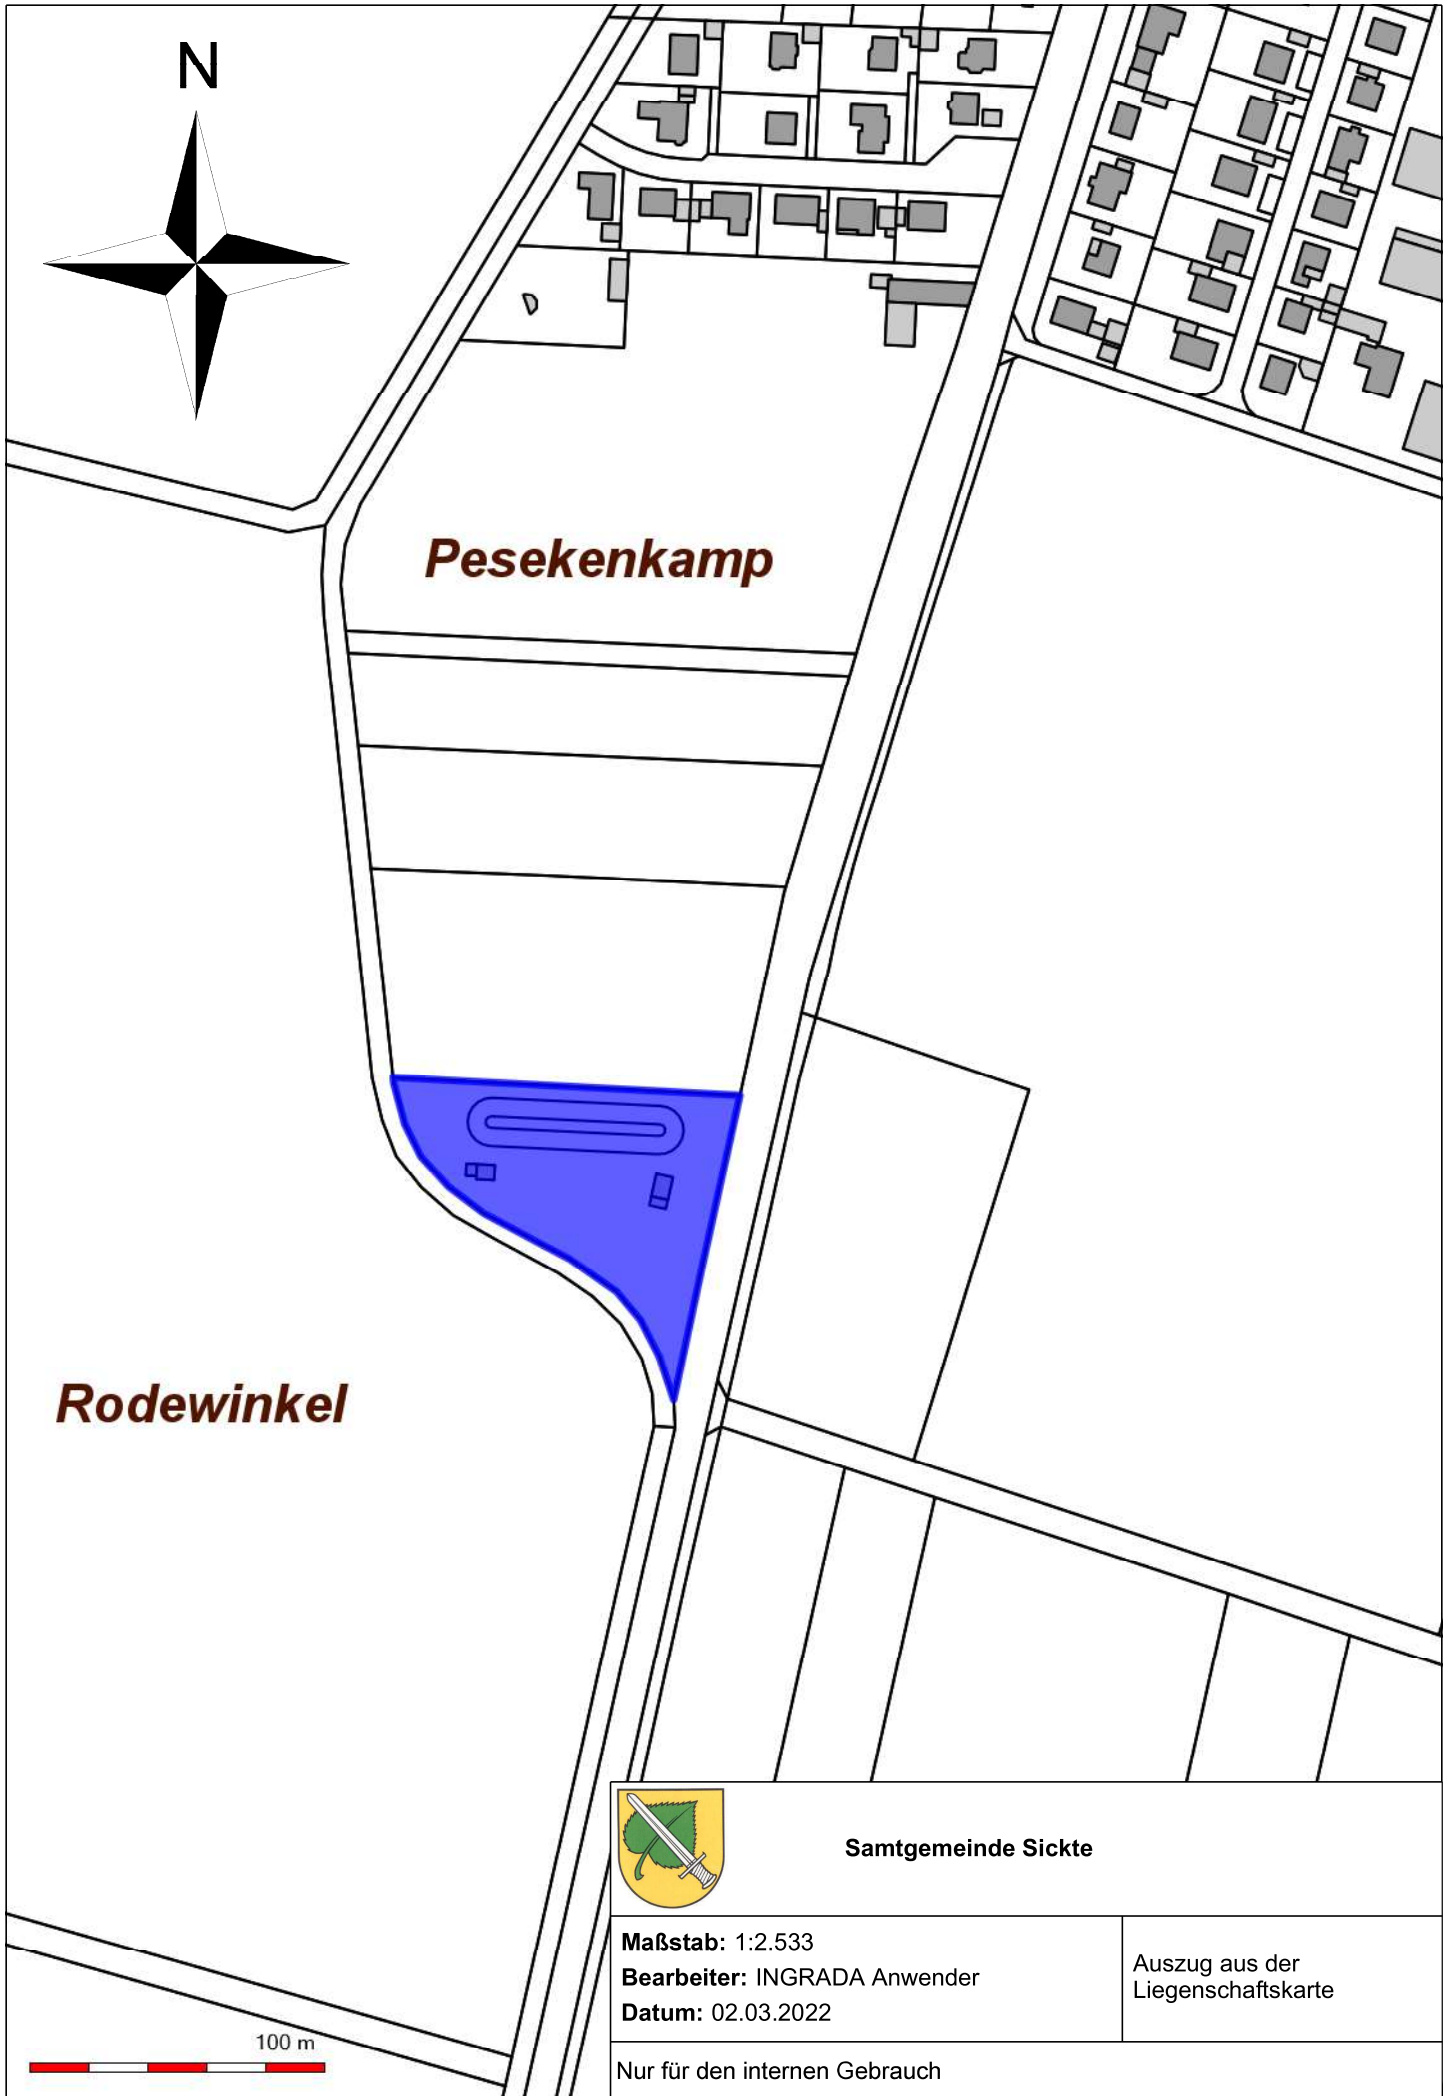 N
Pesekenkamp
Rodewinkel
Samtgemeinde Sickte
Maßstab: 1:2.533
Bearbeiter: INGRADA Anwender
Datum: 02.03.2022
Auszug aus der
Liegenschaftskarte
100 m
Nur für den internen Gebrauch